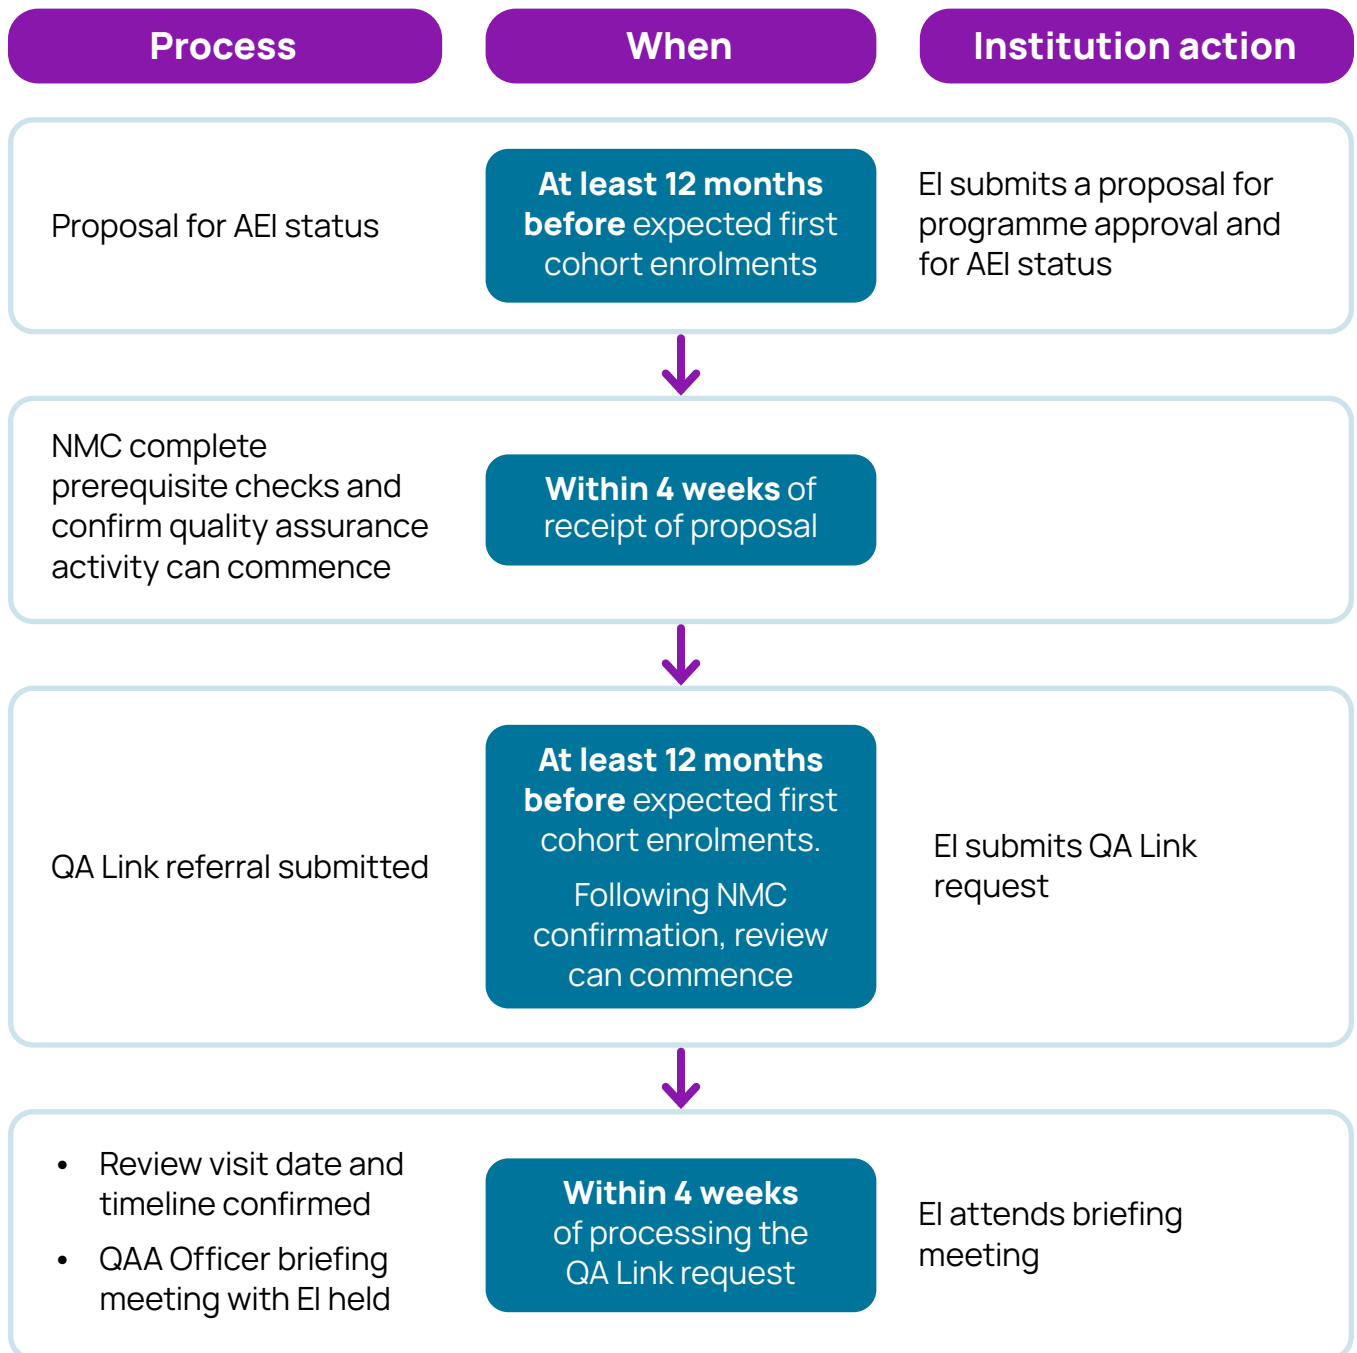 Process
When
Institution action
Proposal for AEI status
At least 12 months
before expected first
cohort enrolments
EI submits a proposal for
programme approval and
for AEI status
NMC complete
prerequisite checks and
confirm quality assurance
activity can commence
Within 4 weeks of
receipt of proposal
QA Link referral submitted
At least 12 months
before expected first
cohort enrolments.
Following NMC
confirmation, review
can commence
EI submits QA Link
request
• Review visit date and
timeline confirmed
• QAA Officer briefing
meeting with EI held
Within 4 weeks
of processing the
QA Link request
EI attends briefing
meeting